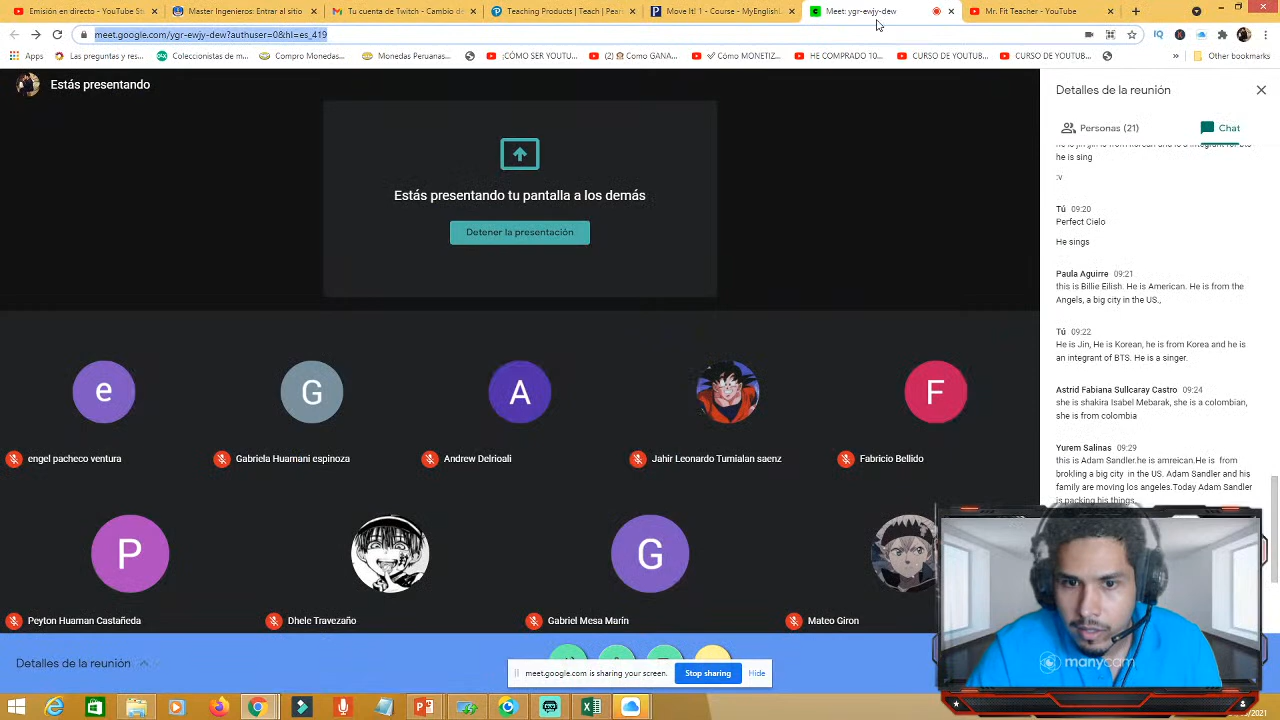 Emisión en directo - YouTube St
Master Ingenieros: Entrar al sitio
Tu cuenta de Twitch - Cambio de
Teaching Products | Teach | Pears
Move It! 1 - Course - MyEnglishL
Meet: ygr-ewjy-dew
Mr. Fit Teacher - YouTube
meet.google.com/ygr-ewjy-dew?authuser=0&hl=es_419
IQ
Apps
Las preguntas y res...
Coleccionistas de m...
Compro Monedas...
Monedas Peruanas...
¡CÓMO SER YOUTU...
(2) Como GANA...
Cómo MONETIZ...
HE COMPRADO 10...
CURSO DE YOUTUB...
CURSO DE YOUTUB...
»
Other bookmarks
Estás presentando
Estás presentando tu pantalla a los demás
Detener la presentación
Detalles de la reunión
Personas (21)
Chat
he is sing
:v
Tú 09:20
Perfect Cielo
He sings
Paula Aguirre 09:21
this is Billie Eilish. He is American. He is from the
Angels, a big city in the US.,
Tú 09:22
He is Jin, He is Korean, he is from Korea and he is
an integrant of BTS. He is a singer.
Astrid Fabiana Sullcaray Castro 09:24
she is shakira Isabel Mebarak, she is a colombian,
she is from colombia
Yurem Salinas 09:29
this is Adam Sandler.he is amreican.He is from
brokling a big city in the US. Adam Sandler and his
family are moving los angeles.Today Adam Sandler
is packing his things.
e
G
A
F
engel pacheco ventura
Gabriela Huamani espinoza
Andrew Delrioali
Jahir Leonardo Tumialan saenz
Fabricio Bellido
P
G
Peyton Huaman Castañeda
Dhele Travezaño
Gabriel Mesa Marín
Mateo Giron
Detalles de la reunión
meet.google.com is sharing your screen.
Stop sharing
Hide
manycam